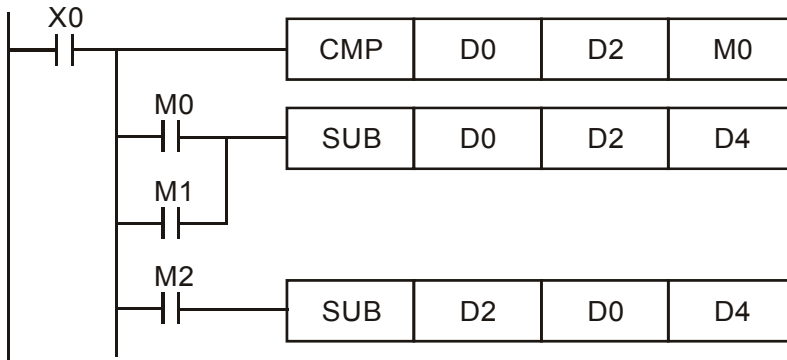 X0
CMP D0 D2 M0
M0
SUB D0 D2 D4
M1
M2
SUB D2 D0 D4